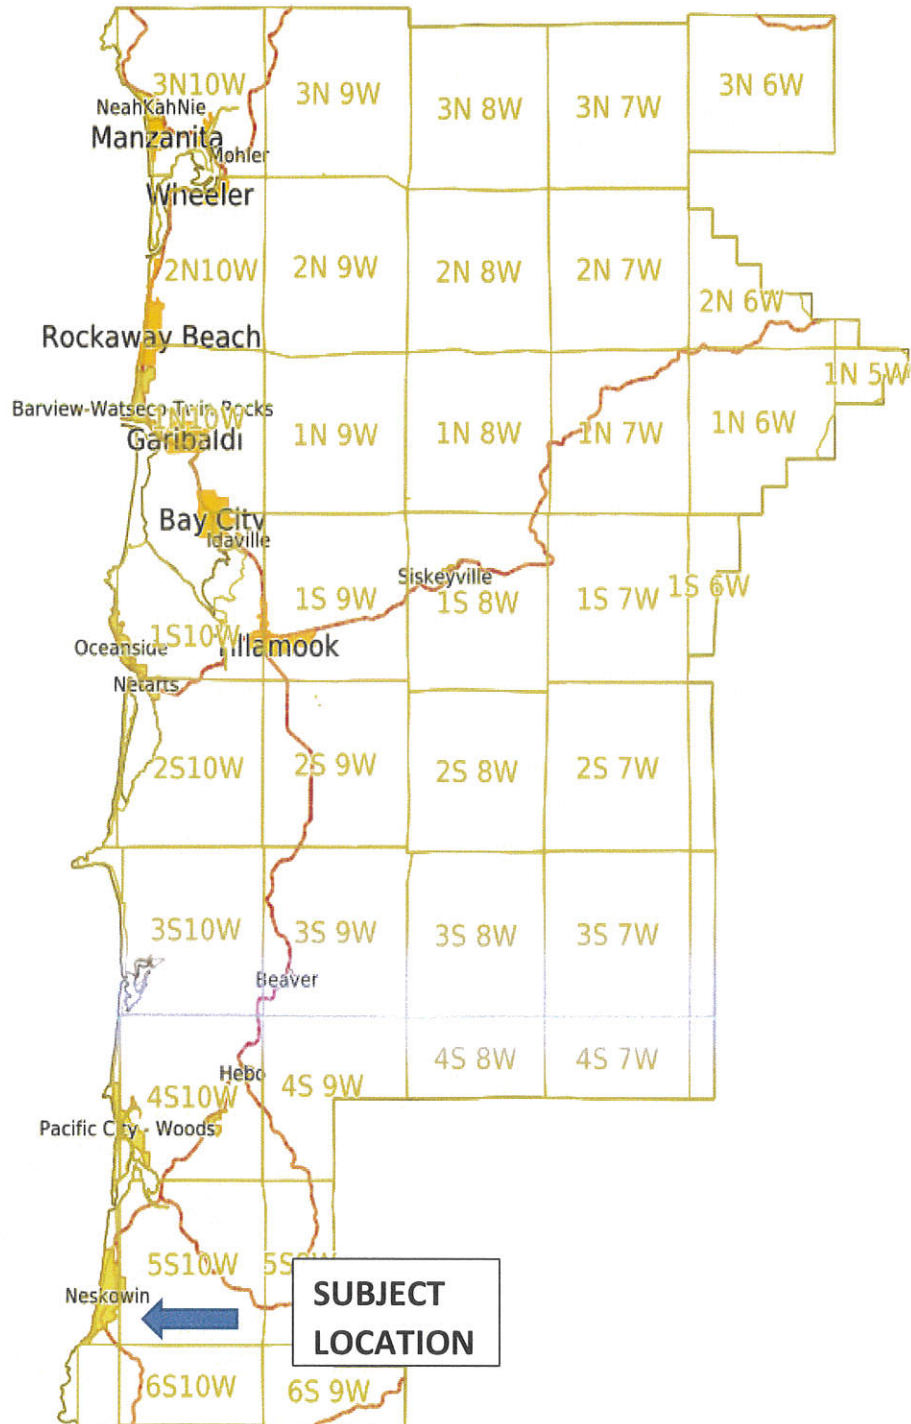 3N10W
3N 9W
3N 8W
3N 7W
3N 6W
NeahKahNie
Manzanita
Mohler
Wheeler
2N10W
2N 9W
2N 8W
2N 7W
2N 6W
Rockaway Beach
1N 5W
Barview-Watseco-Twin Rocks
1N10W
1N 9W
1N 8W
1N 7W
1N 6W
Garibaldi
Bay City
Idaville
Siskeyville
1S 9W
1S 8W
1S 7W
1S 6W
1S10W
Tillamook
Oceanside
Netarts
2S10W
2S 9W
2S 8W
2S 7W
3S10W
3S 9W
3S 8W
3S 7W
Beaver
4S 8W
4S 7W
Hebo
4S10W
4S 9W
Pacific City - Woods
5S10W
Neskowin
SUBJECT
LOCATION
6S10W
6S 9W